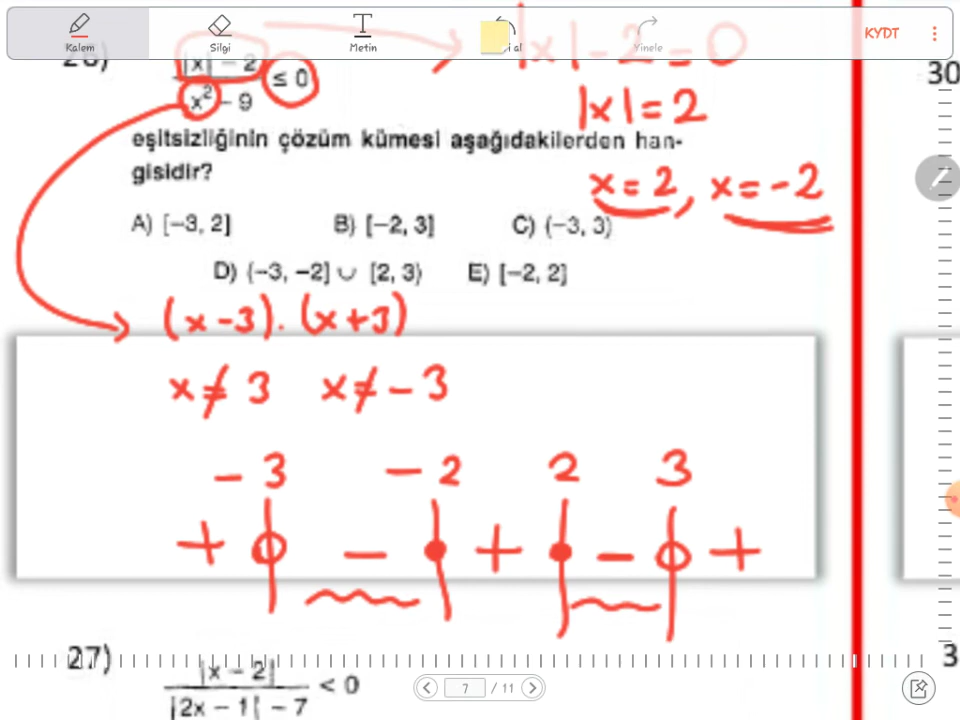 Kalem Silgi Metin Yinele KYDT
26)
|x| - 2
x² - 9
≤ 0
|x| - 2 = 0
30
|x| = 2
eşitsizliğinin çözüm kümesi aşağıdakilerden han-
gisidir?
x = 2, x = -2
A) [-3, 2] B) [-2, 3] C) (-3, 3)
D) (-3, -2] ∪ [2, 3) E) [-2, 2]
(x - 3) . (x + 3)
x ≠ 3 x ≠ - 3
- 3 - 2 2 3
+ - + - +
27)
|x - 2|
|2x - 1| - 7
< 0
3
7 / 11